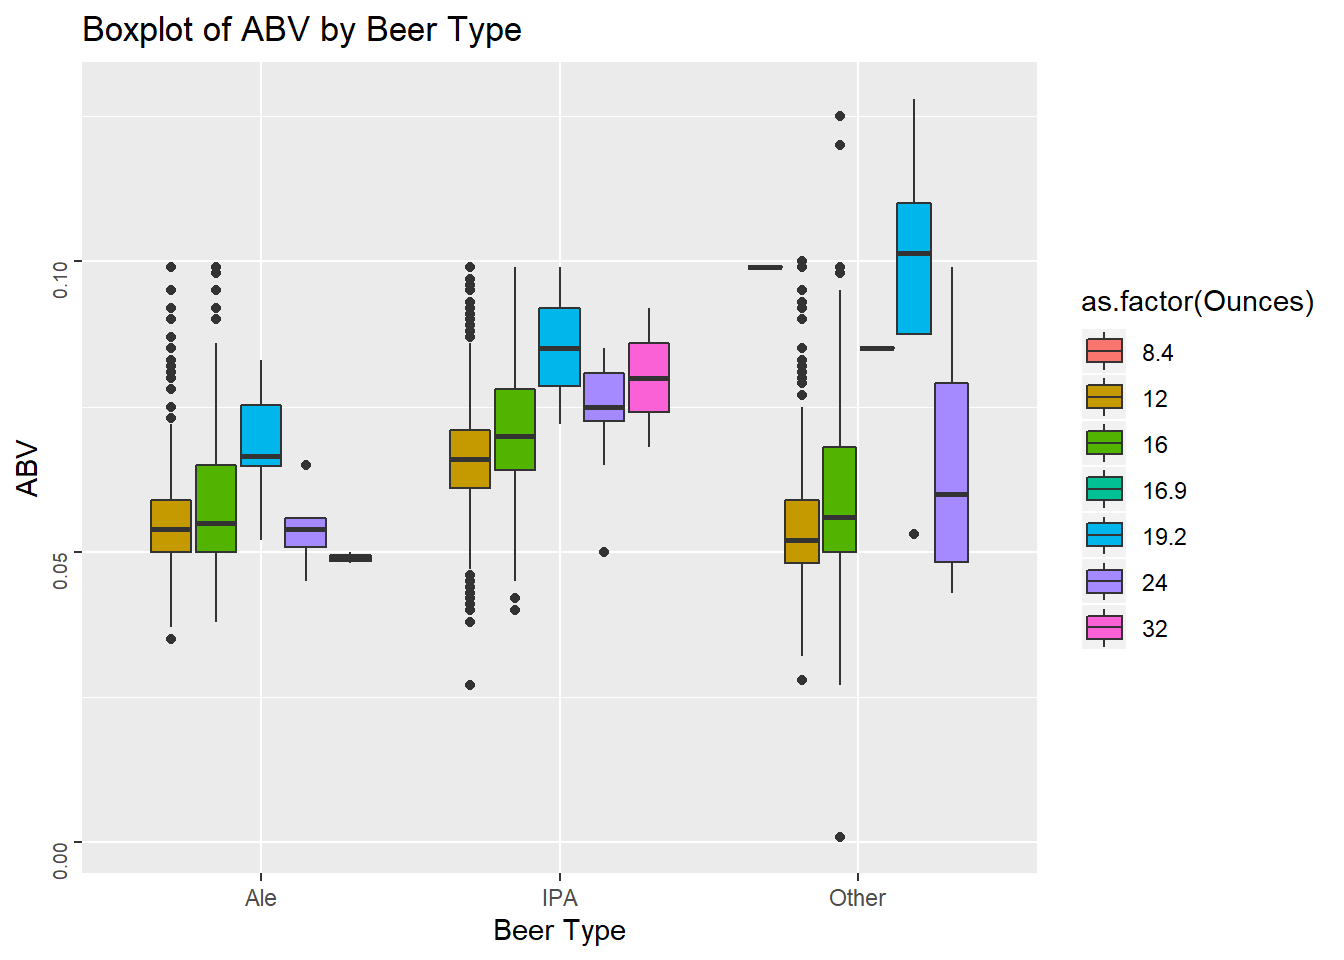 Boxplot of ABV by Beer Type
ABV
0.10
0.05
0.00
Ale
IPA
Other
Beer Type
as.factor(Ounces)
8.4
12
16
16.9
19.2
24
32